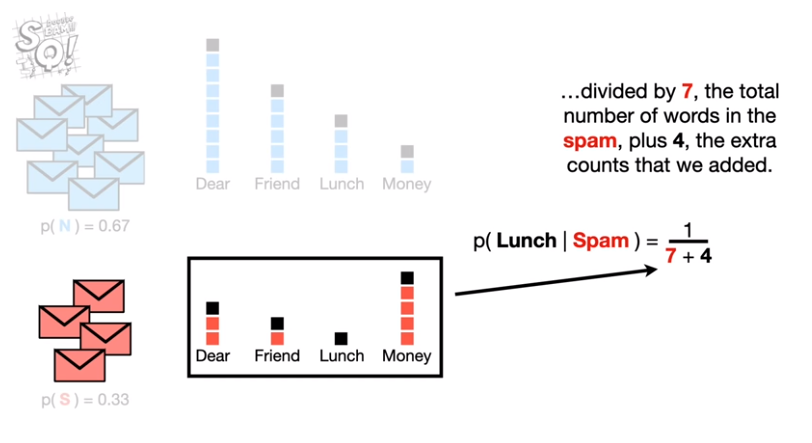 StatQuest!!!
Dear Friend Lunch Money
p( N ) = 0.67
…divided by 7, the total
number of words in the
spam, plus 4, the extra
counts that we added.
p( Lunch | Spam ) = 1
7 + 4
Dear Friend Lunch Money
p( S ) = 0.33